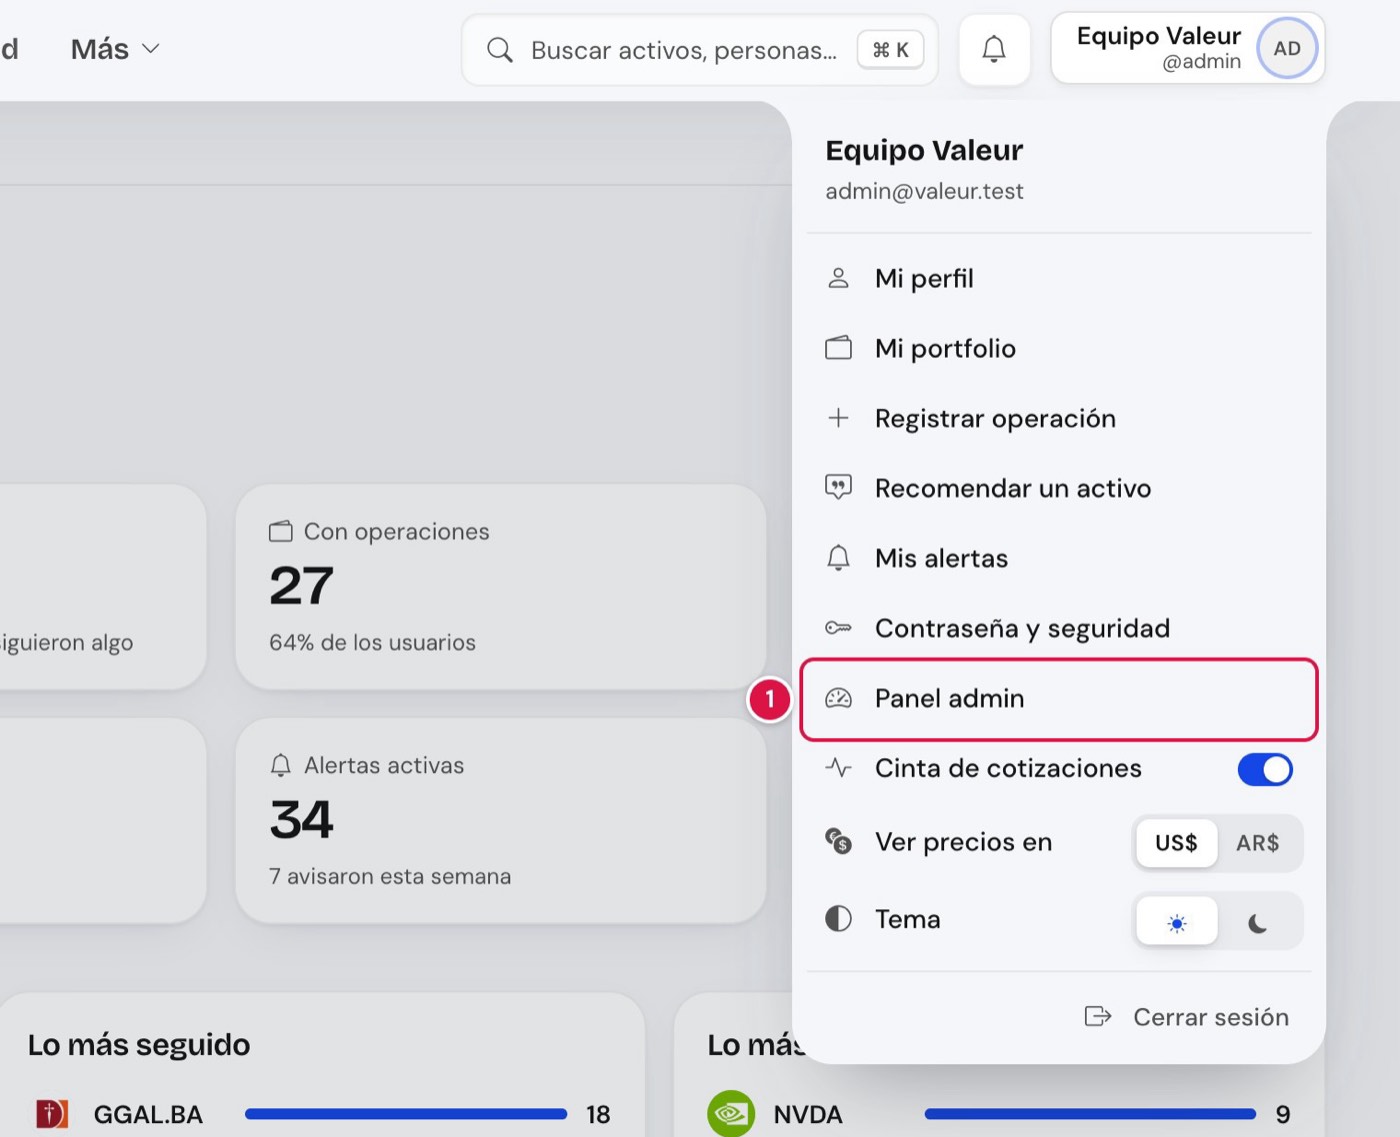 d
Más
Buscar activos, personas...
⌘ K
Equipo Valeur
@admin
AD
Equipo Valeur
admin@valeur.test
Mi perfil
Mi portfolio
Registrar operación
Recomendar un activo
Mis alertas
Contraseña y seguridad
1
Panel admin
Cinta de cotizaciones
Ver precios en
US$
AR$
Tema
Cerrar sesión
iguieron algo
Con operaciones
27
64% de los usuarios
Alertas activas
34
7 avisaron esta semana
Lo más seguido
GGAL.BA
18
Lo más
NVDA
9